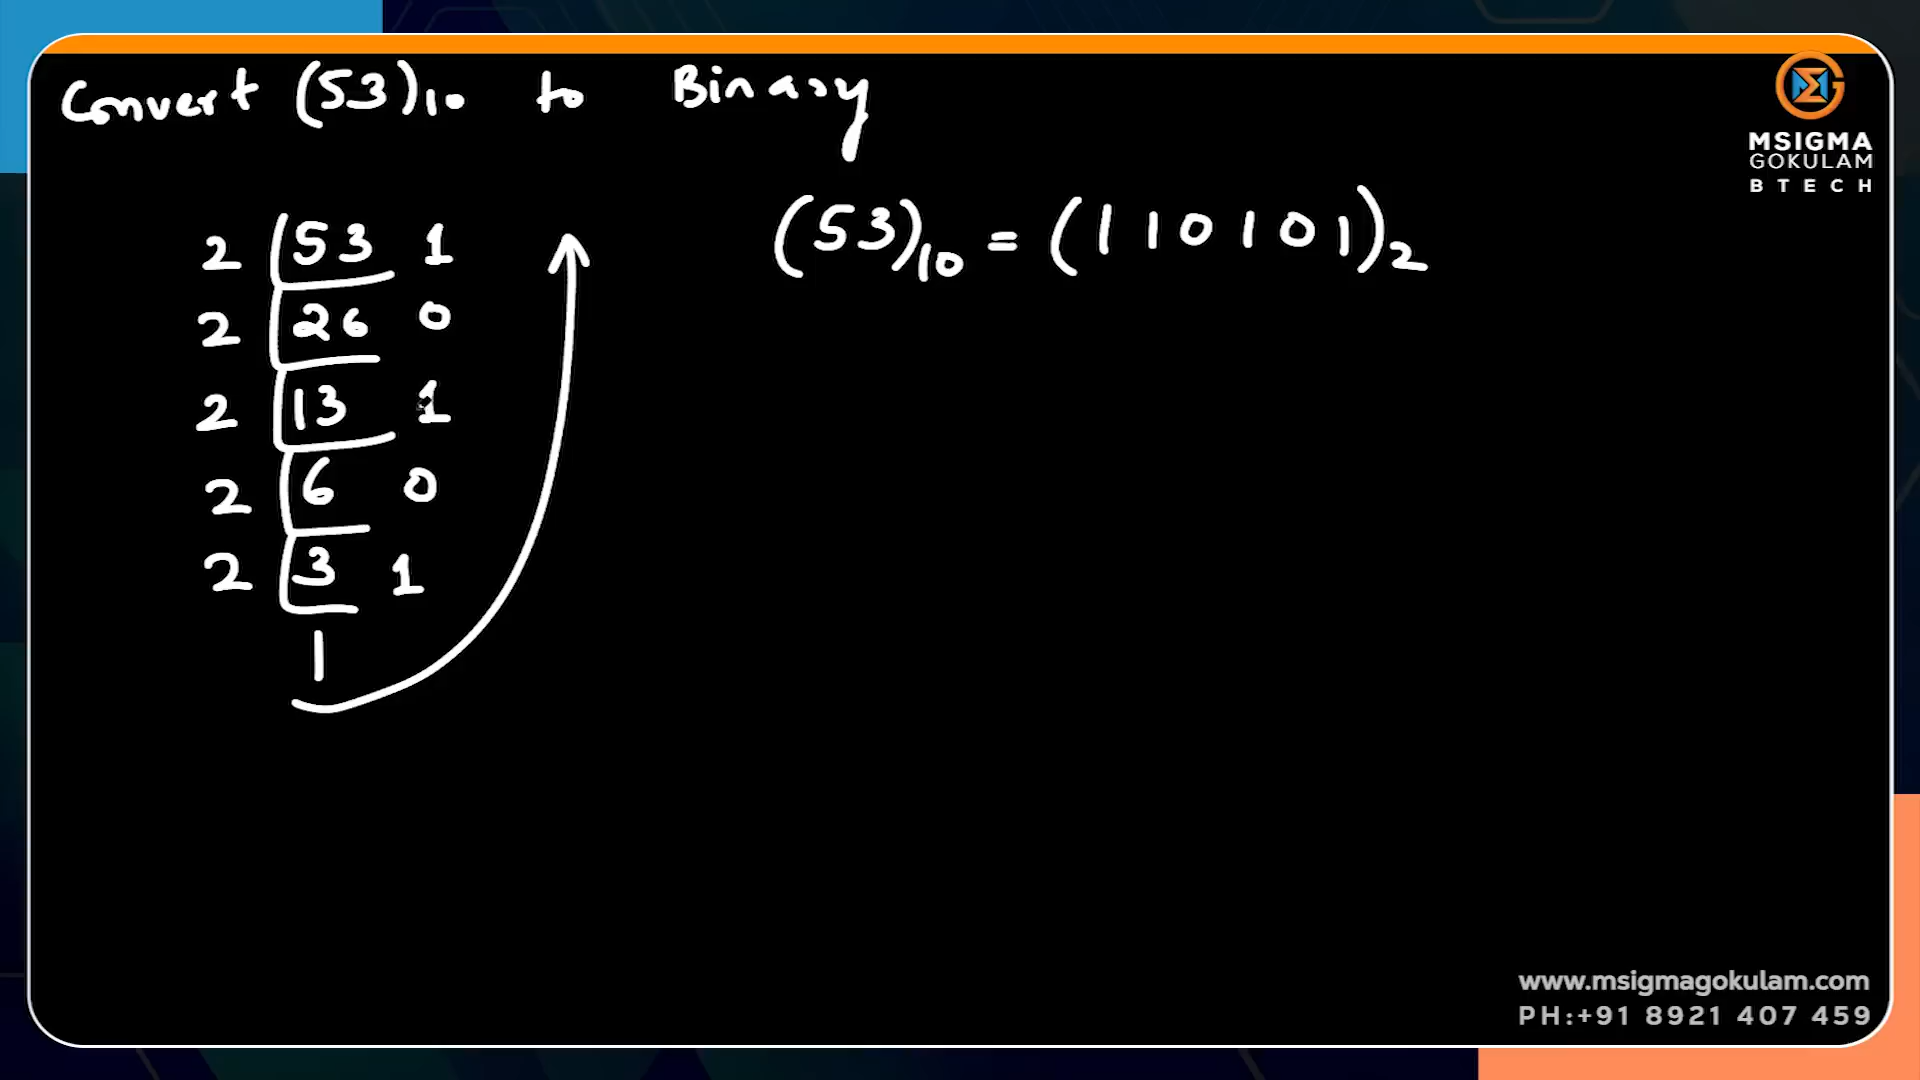 Convert (53)10 to Binary
MSIGMA
GOKULAM
BTECH
(53)10 = (110101)2
2 53 1
2 26 0
2 13 1
2 6 0
2 3 1
1
www.msigmagokulam.com
PH:+91 8921 407 459